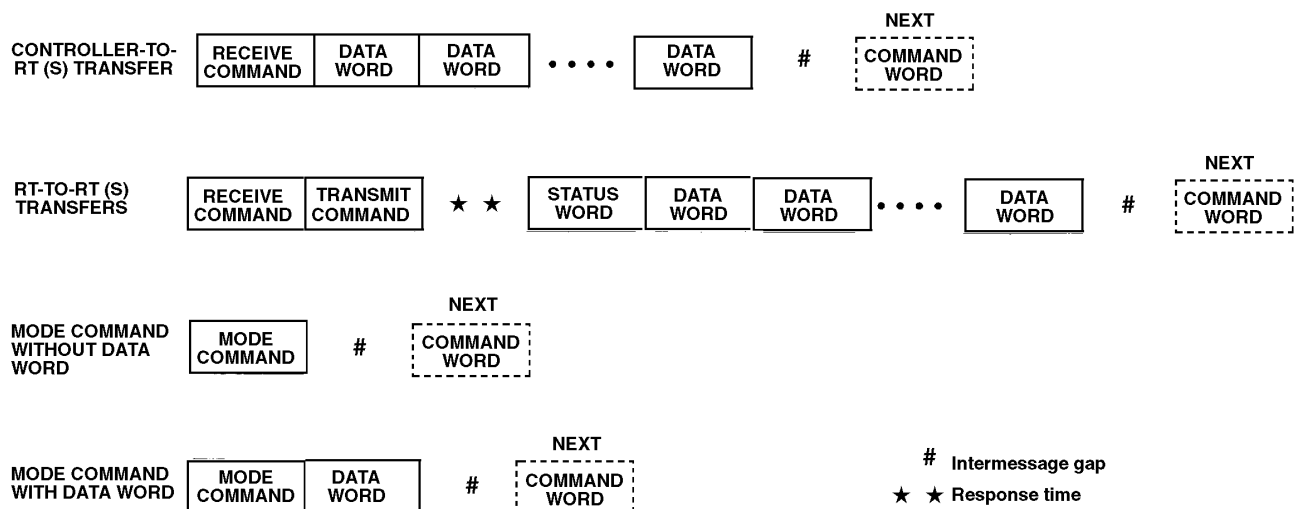 NEXT
CONTROLLER-TO-
RT (S) TRANSFER
RECEIVE
COMMAND
DATA
WORD
DATA
WORD
• • • •
DATA
WORD
#
COMMAND
WORD
NEXT
RT-TO-RT (S)
TRANSFERS
RECEIVE
COMMAND
TRANSMIT
COMMAND
★ ★
STATUS
WORD
DATA
WORD
DATA
WORD
• • • •
DATA
WORD
#
COMMAND
WORD
NEXT
MODE COMMAND
WITHOUT DATA
WORD
MODE
COMMAND
#
COMMAND
WORD
NEXT
MODE COMMAND
WITH DATA WORD
MODE
COMMAND
DATA
WORD
#
COMMAND
WORD
# Intermessage gap
★ ★ Response time